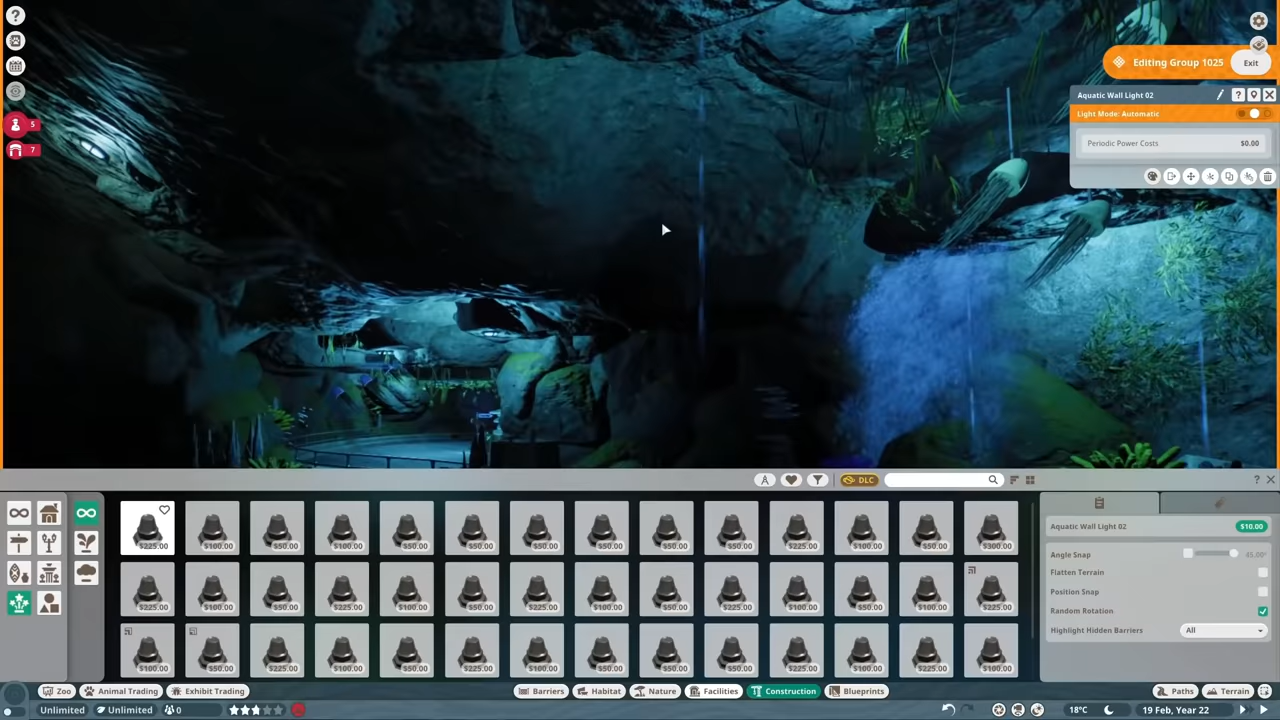 Editing Group 1025
Exit
Aquatic Wall Light 02
Light Mode: Automatic
Periodic Power Costs $0.00
5
7
DLC
$225.00 $100.00 $50.00 $100.00 $50.00 $50.00 $50.00 $50.00 $50.00 $50.00 $225.00 $100.00 $50.00 $300.00
$225.00 $100.00 $50.00 $225.00 $100.00 $50.00 $225.00 $100.00 $50.00 $225.00 $100.00 $50.00 $100.00 $225.00
$100.00 $50.00 $225.00 $100.00 $50.00 $225.00 $100.00 $50.00 $50.00 $50.00 $225.00 $100.00 $225.00 $100.00
Aquatic Wall Light 02 $10.00
Angle Snap 45.00°
Flatten Terrain
Position Snap
Random Rotation
Highlight Hidden Barriers All
Zoo Animal Trading Exhibit Trading Barriers Habitat Nature Facilities Construction Blueprints Paths Terrain
Unlimited Unlimited 0 18°C 19 Feb, Year 22